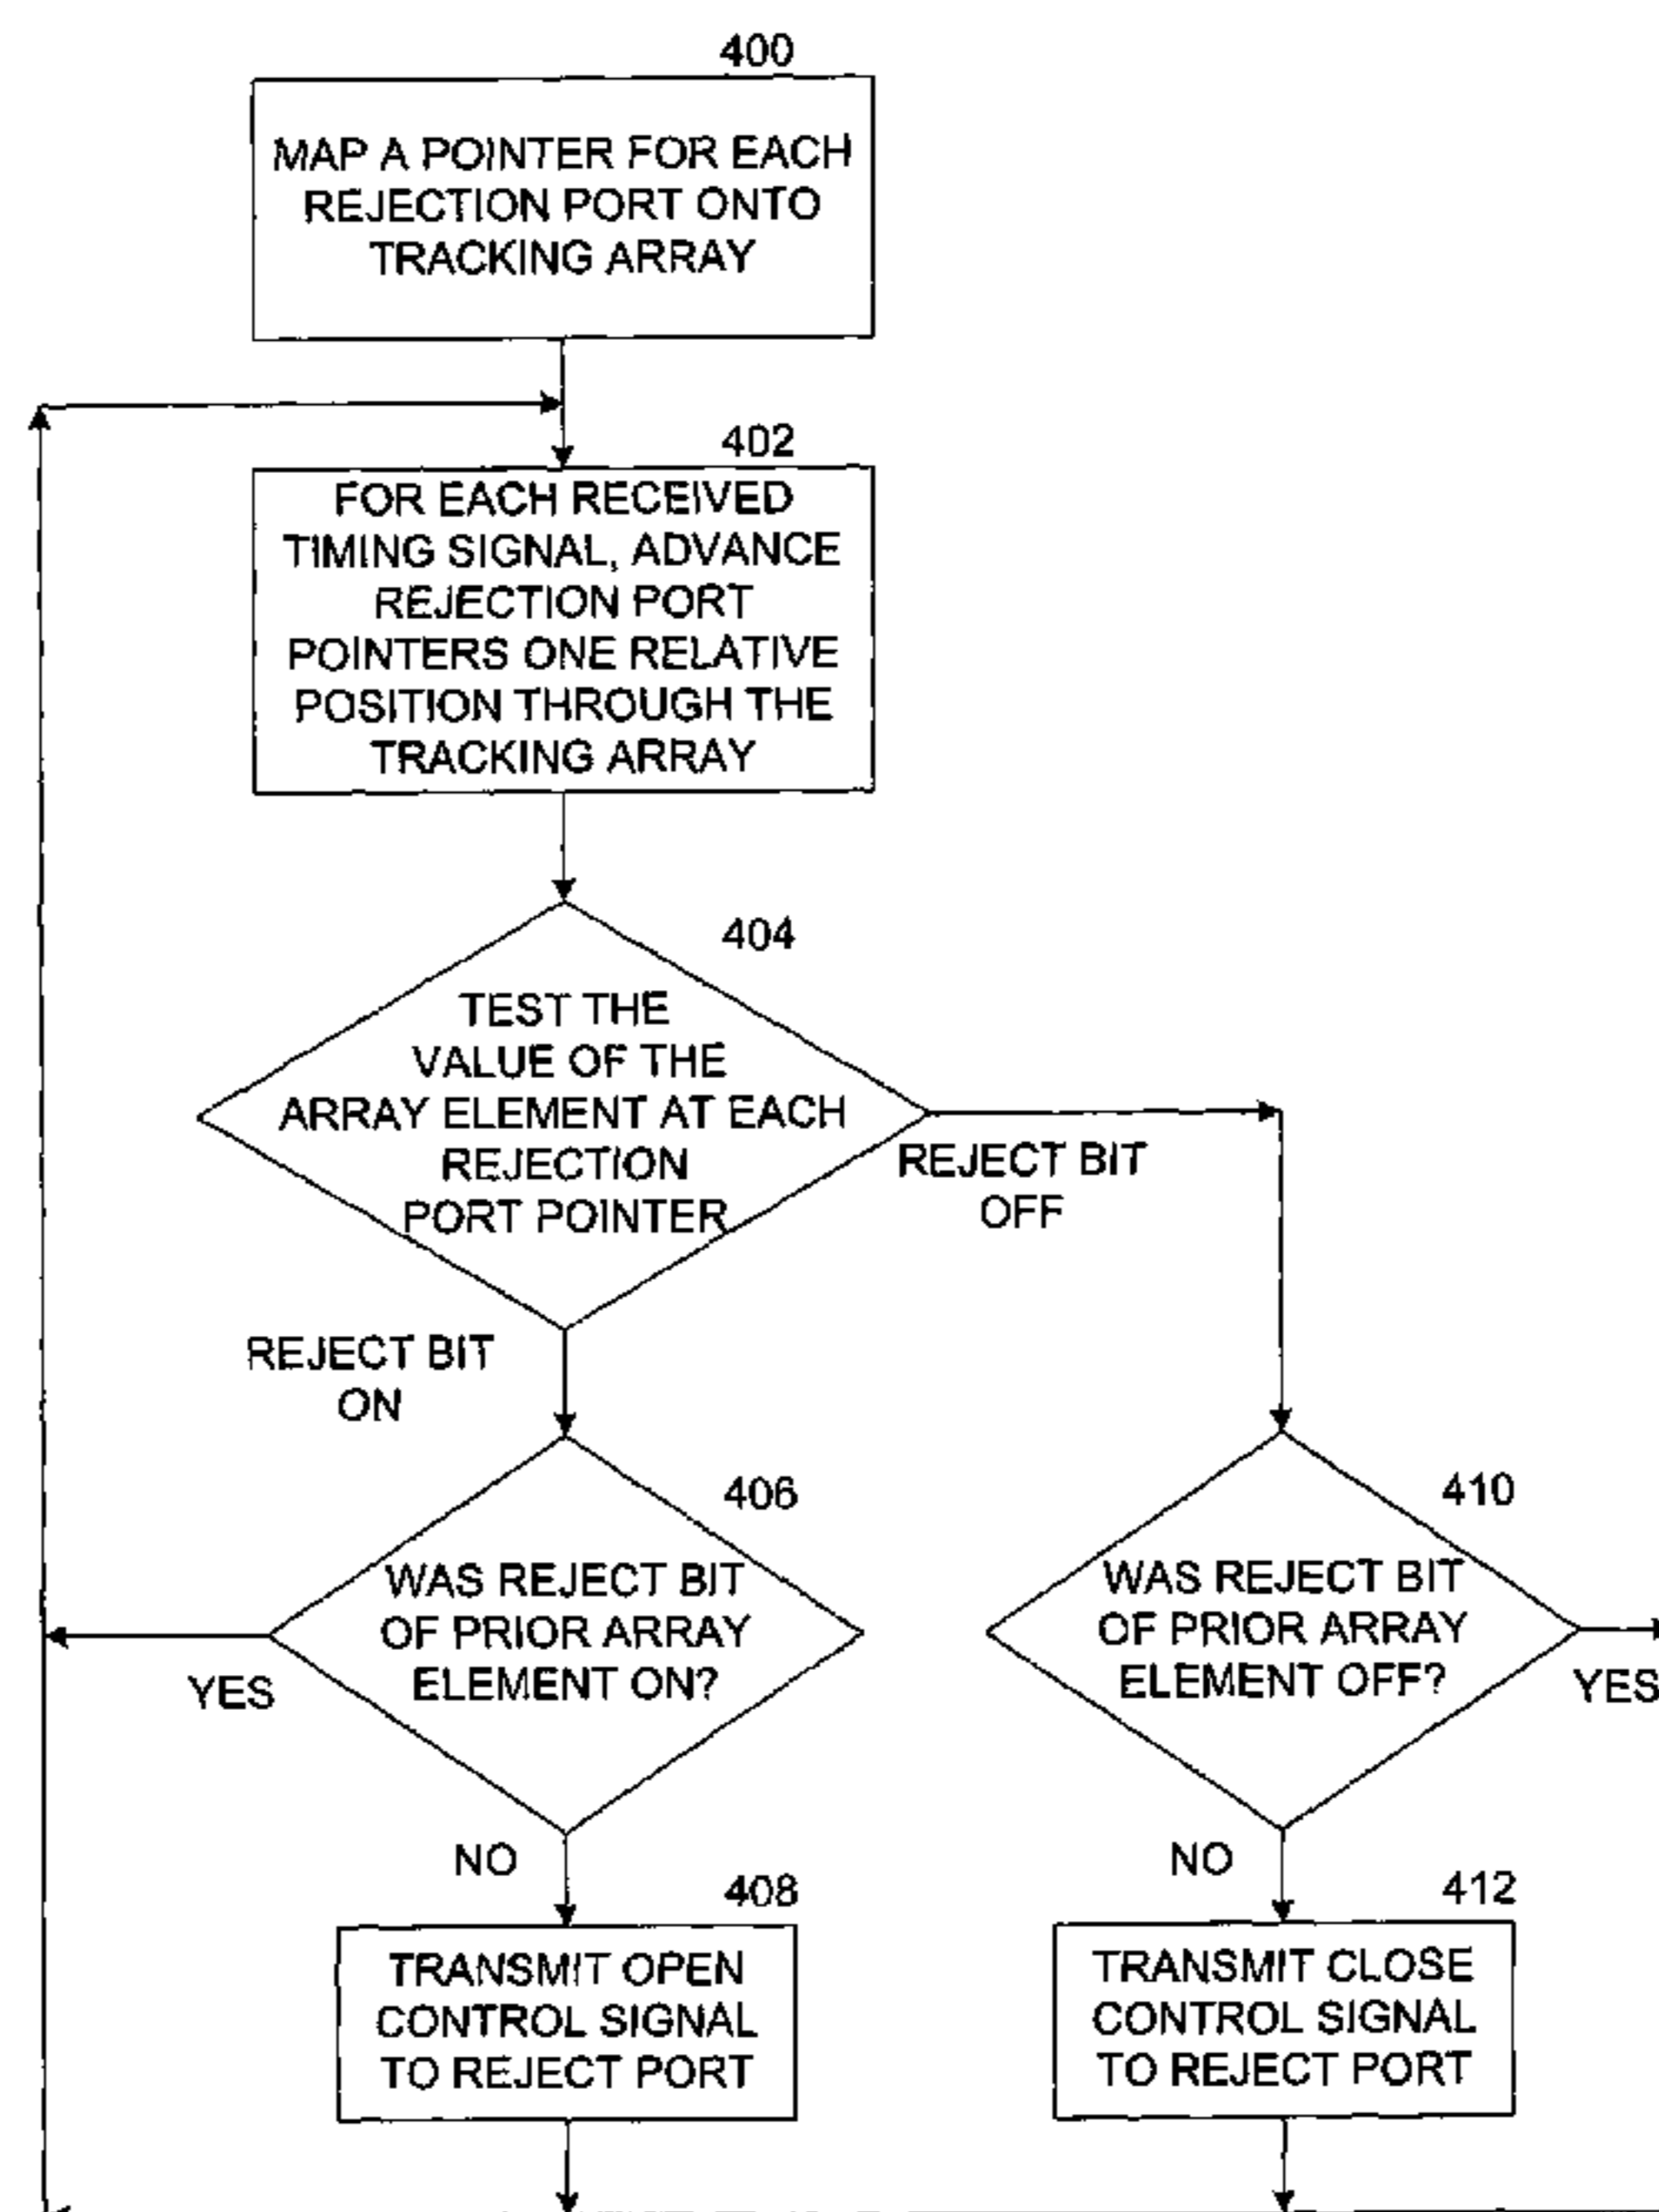 400
MAP A POINTER FOR EACH
REJECTION PORT ONTO
TRACKING ARRAY
402
FOR EACH RECEIVED
TIMING SIGNAL, ADVANCE
REJECTION PORT
POINTERS ONE RELATIVE
POSITION THROUGH THE
TRACKING ARRAY
404
TEST THE
VALUE OF THE
ARRAY ELEMENT AT EACH
REJECTION
PORT POINTER
REJECT BIT
OFF
REJECT BIT
ON
406
WAS REJECT BIT
OF PRIOR ARRAY
ELEMENT ON?
YES
NO
410
WAS REJECT BIT
OF PRIOR ARRAY
ELEMENT OFF?
YES
NO
408
TRANSMIT OPEN
CONTROL SIGNAL
TO REJECT PORT
412
TRANSMIT CLOSE
CONTROL SIGNAL
TO REJECT PORT